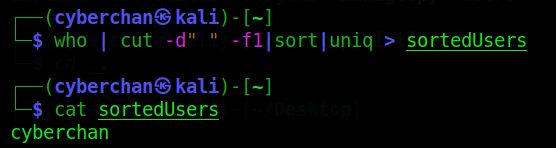 ┌──(cyberchan㉿kali)-[~]
└─$ who | cut -d" " -f1|sort|uniq > sortedUsers
┌──(cyberchan㉿kali)-[~]
└─$ cat sortedUsers
cyberchan